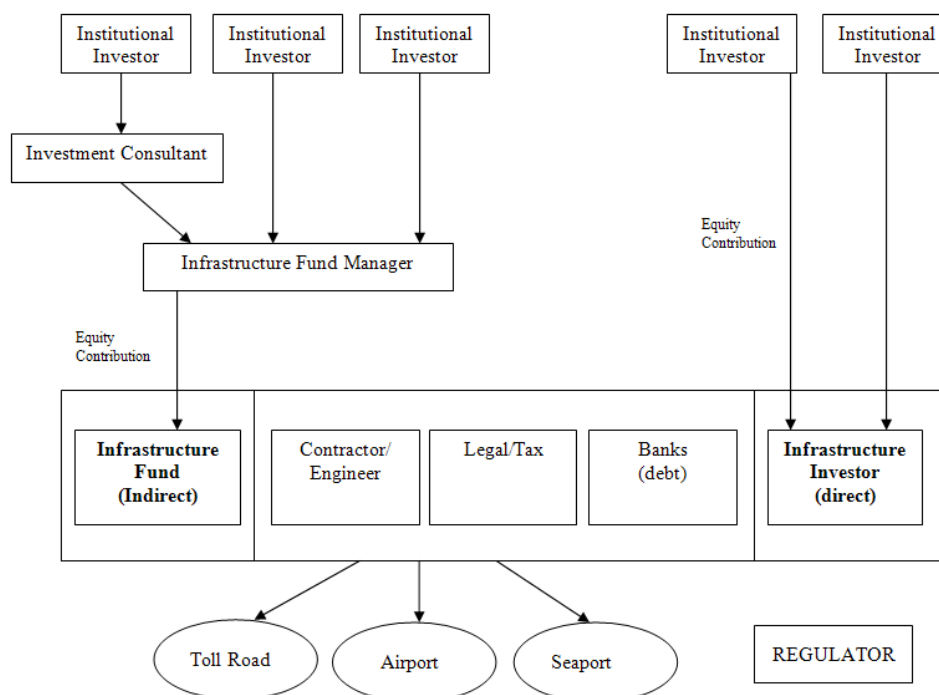 Institutional
Investor
Institutional
Investor
Institutional
Investor
Institutional
Investor
Institutional
Investor
Investment Consultant
Equity
Contribution
Infrastructure Fund Manager
Equity
Contribution
Infrastructure
Fund
(Indirect)
Contractor/
Engineer
Legal/Tax
Banks
(debt)
Infrastructure
Investor
(direct)
Toll Road
Airport
Seaport
REGULATOR